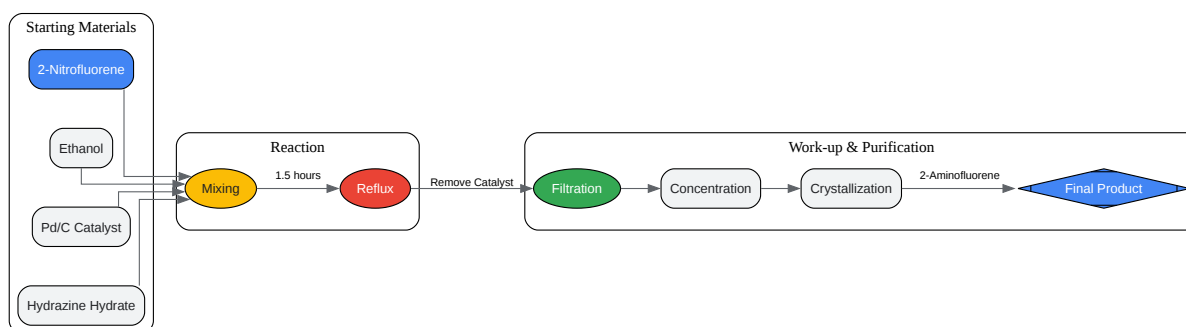 Starting Materials
2-Nitrofluorene
Ethanol
Pd/C Catalyst
Hydrazine Hydrate
Reaction
Mixing
1.5 hours
Reflux
Remove Catalyst
Work-up & Purification
Filtration
Concentration
Crystallization
2-Aminofluorene
Final Product